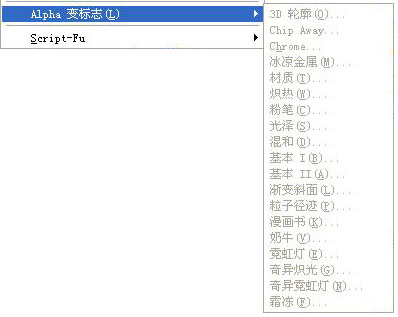 Alpha 变标志(L)
Script-Fu
3D 轮廓(O)...
Chip Away...
Chrome...
冰凉金属(M)...
材质(T)...
炽热(W)...
粉笔(C)...
光泽(S)...
混和(D)...
基本 I(B)...
基本 II(A)...
渐变斜面(L)...
粒子径迹(P)...
漫画书(K)...
奶牛(V)...
霓虹灯(E)...
奇异炽光(G)...
奇异霓虹灯(N)...
霜冻(F)...